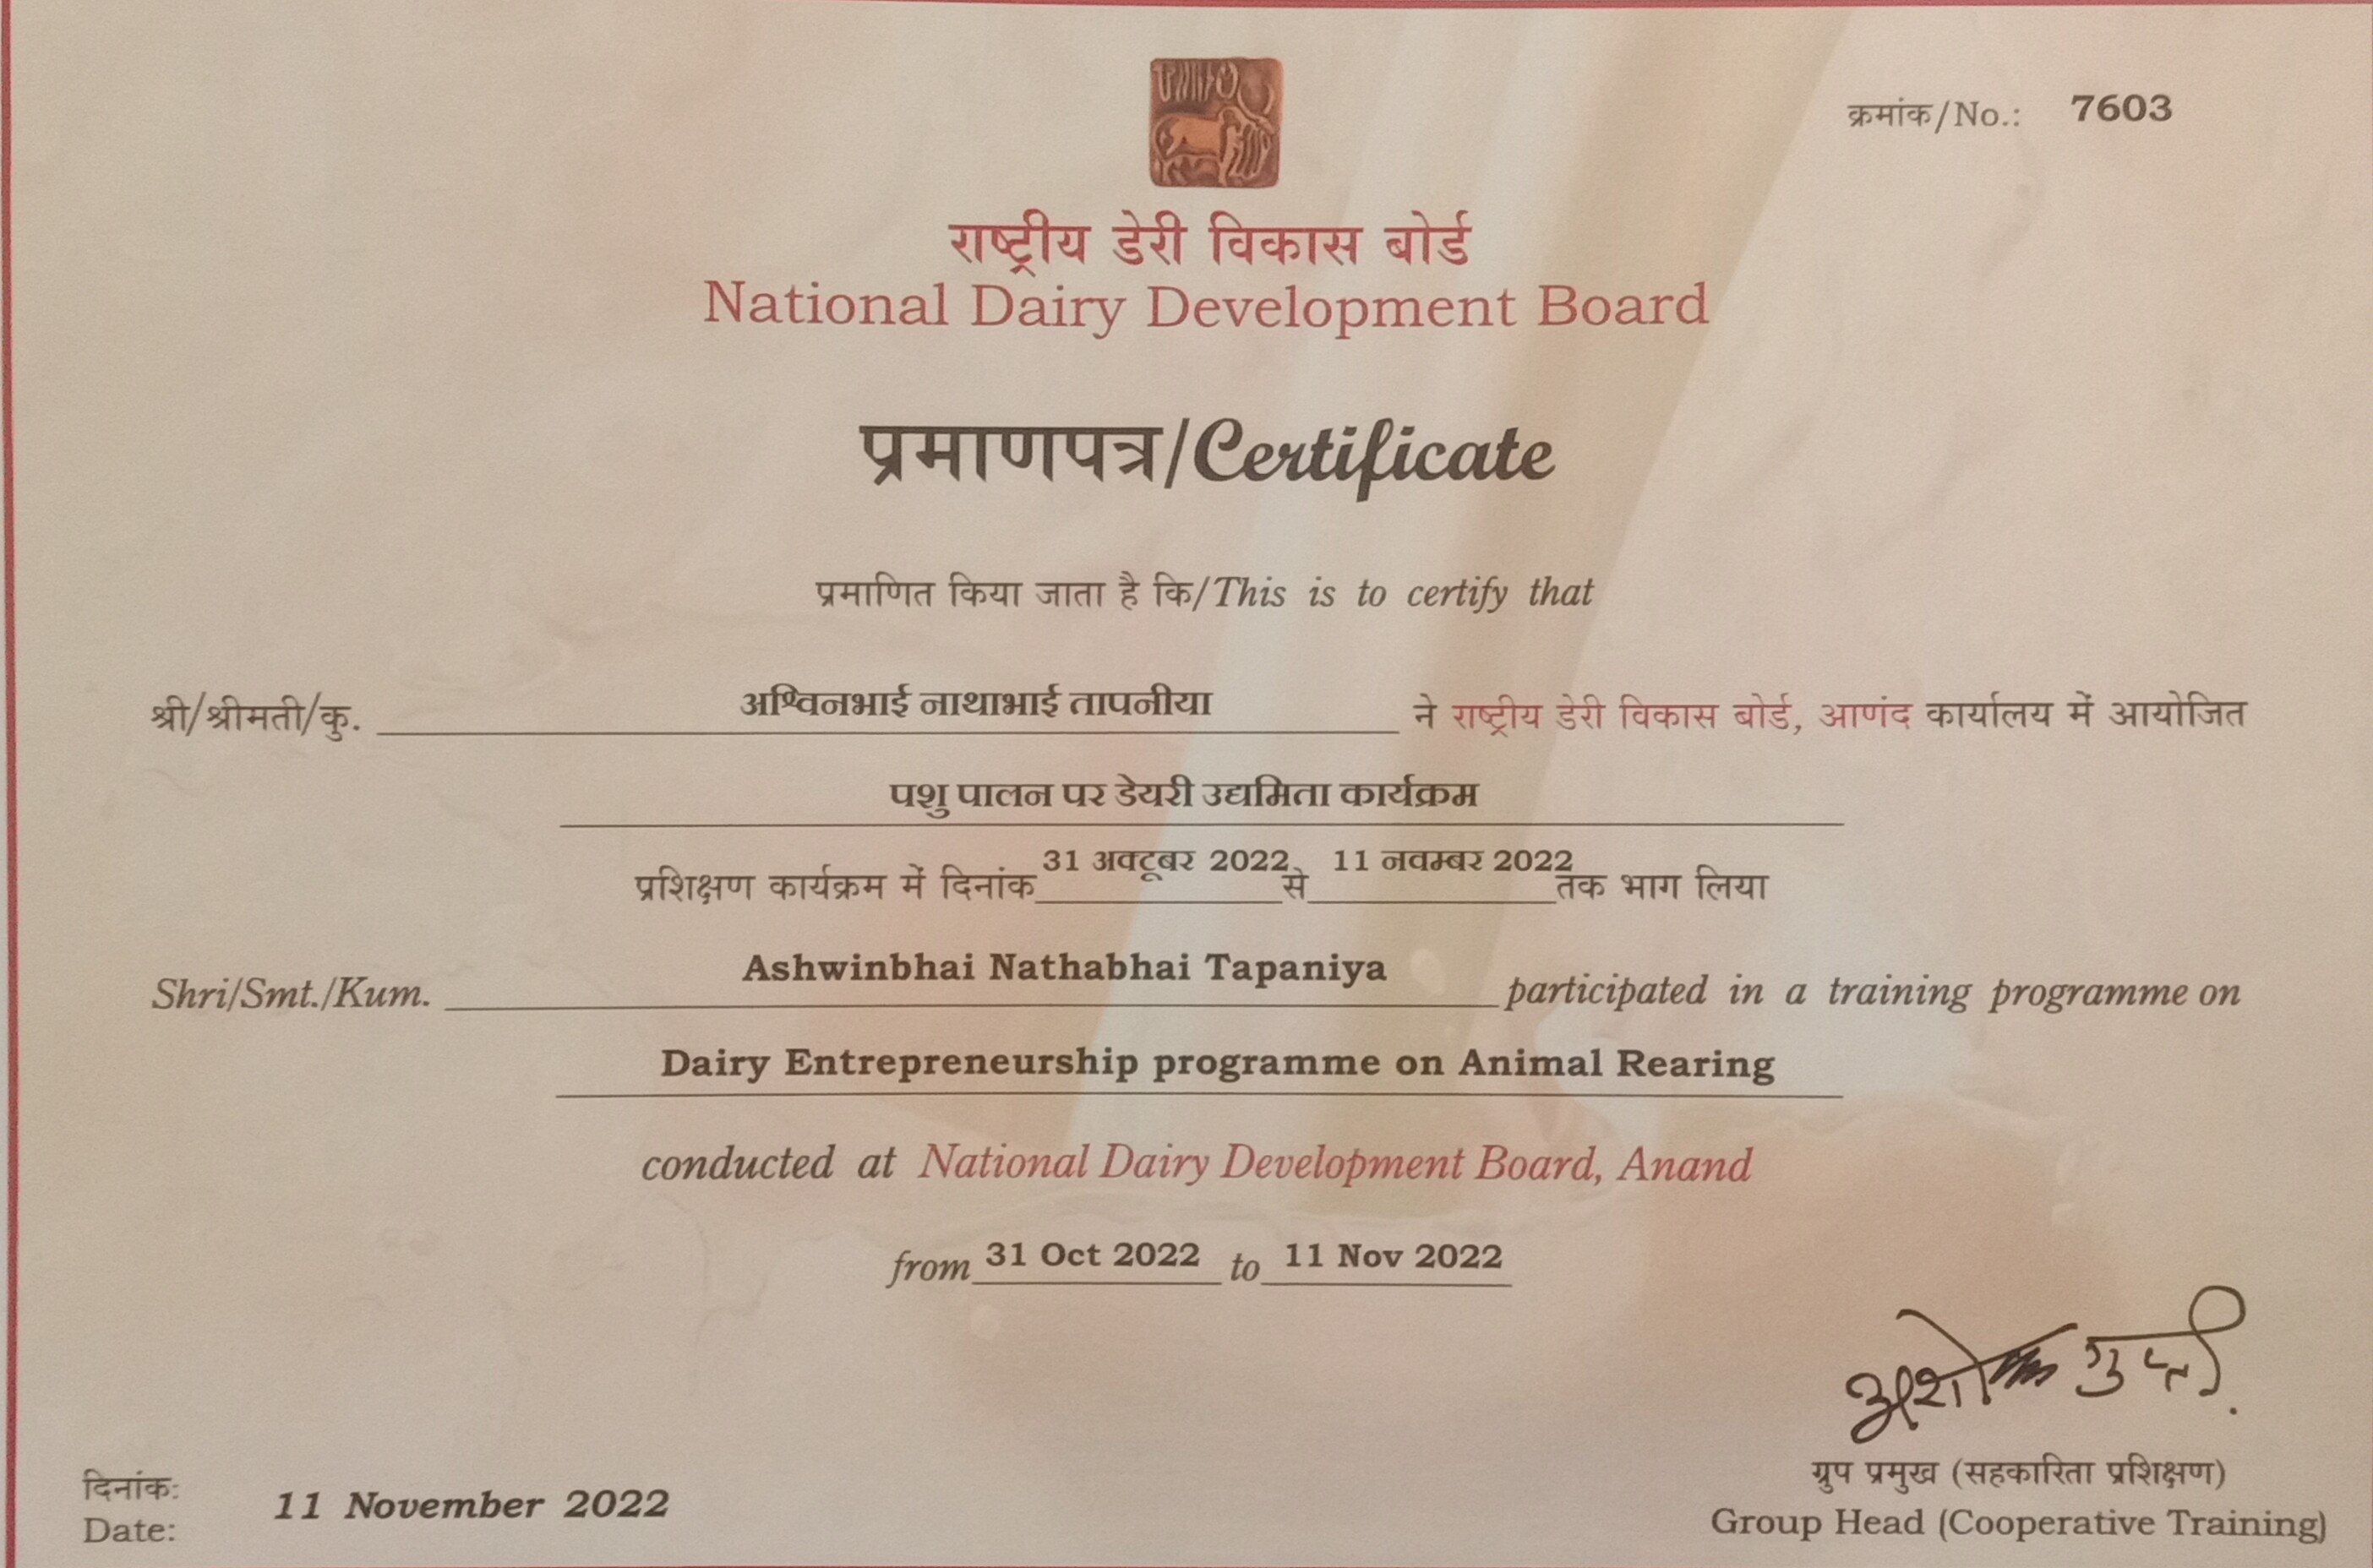 क्रमांक/No.: 7603
राष्ट्रीय डेरी विकास बोर्ड
National Dairy Development Board
प्रमाणपत्र/Certificate
प्रमाणित किया जाता है कि/This is to certify that
श्री/श्रीमती/कु. अश्विनभाई नाथाभाई तापनीया ने राष्ट्रीय डेरी विकास बोर्ड, आणंद कार्यालय में आयोजित
पशु पालन पर डेयरी उद्यमिता कार्यक्रम
प्रशिक्षण कार्यक्रम में दिनांक 31 अक्टूबर 2022 से 11 नवम्बर 2022 तक भाग लिया
Shri/Smt./Kum. Ashwinbhai Nathabhai Tapaniya participated in a training programme on
Dairy Entrepreneurship programme on Animal Rearing
conducted at National Dairy Development Board, Anand
from 31 Oct 2022 to 11 Nov 2022
अशोक गुप्ता
ग्रुप प्रमुख (सहकारिता प्रशिक्षण)
Group Head (Cooperative Training)
दिनांक:
Date: 11 November 2022